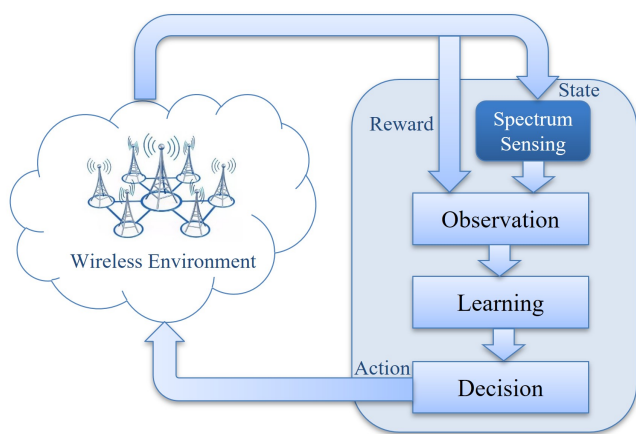 State
Spectrum
Sensing
Reward
Observation
Wireless Environment
Learning
Action
Decision